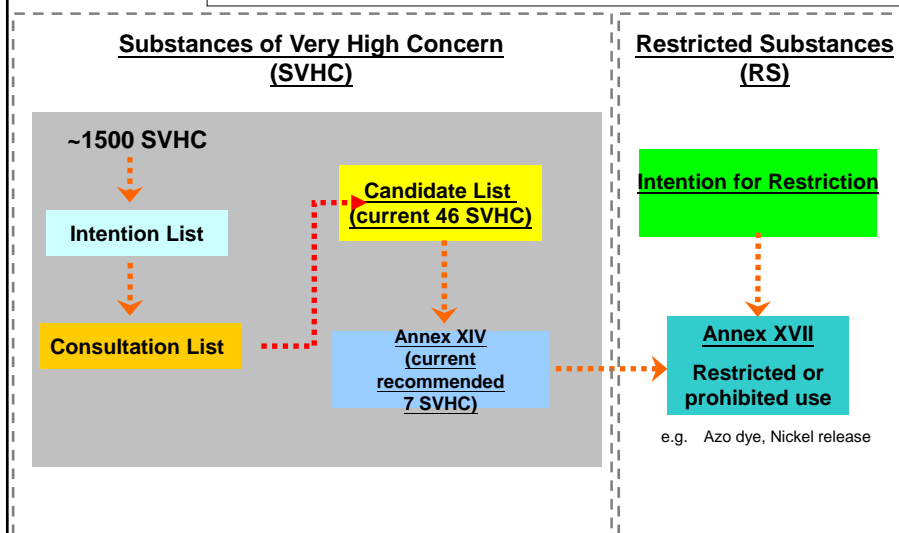 Substances of Very High Concern
(SVHC)
~1500 SVHC
Intention List
Consultation List
Candidate List
(current 46 SVHC)
Annex XIV
(current
recommended
7 SVHC)
Restricted Substances
(RS)
Intention for Restriction
Annex XVII
Restricted or
prohibited use
e.g. Azo dye, Nickel release